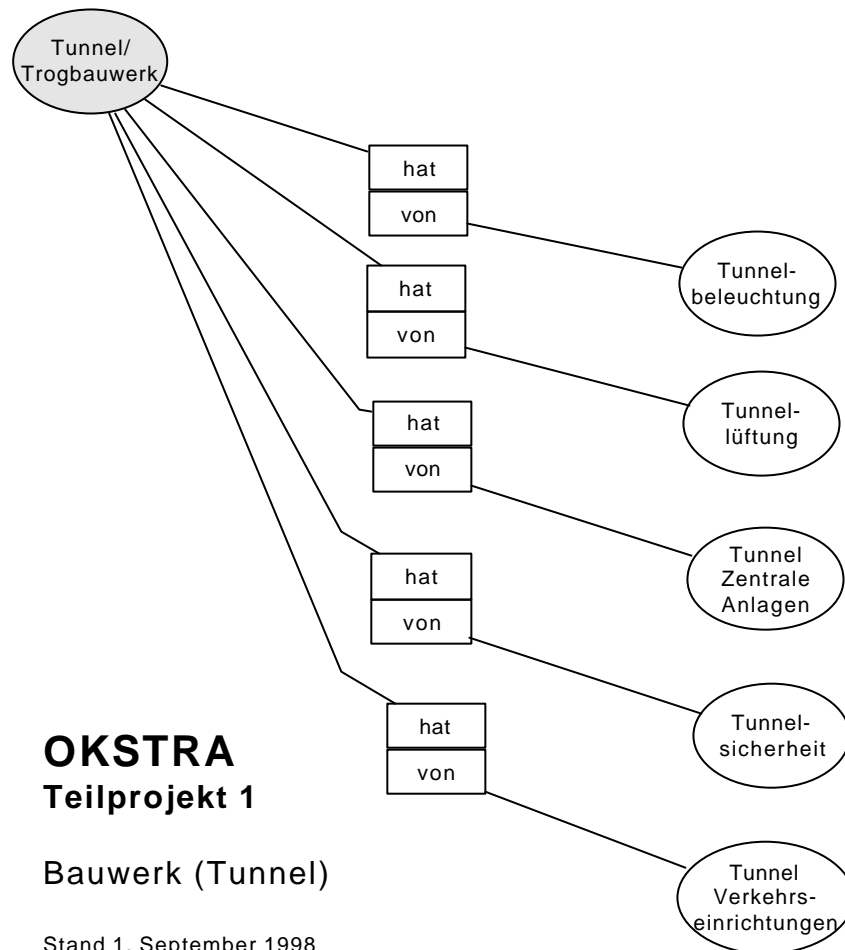 Tunnel/
Trogbauwerk
hat
von
Tunnel-
beleuchtung
hat
von
Tunnel-
lüftung
hat
von
Tunnel
Zentrale
Anlagen
hat
von
Tunnel-
sicherheit
hat
von
Tunnel
Verkehrs-
einrichtungen
OKSTRA
Teilprojekt 1
Bauwerk (Tunnel)
Stand 1. September 1998